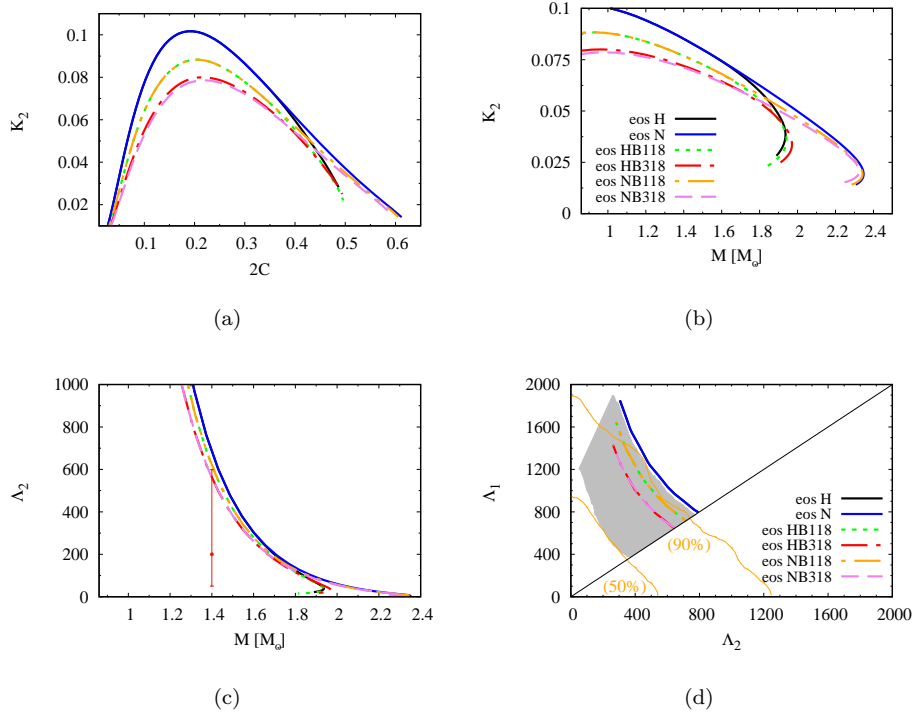 K2
0.1
0.08
0.06
0.04
0.02
0.1 0.2 0.3 0.4 0.5 0.6
2C
(a)
K2
0.1
0.075
0.05
0.025
0
eos H
eos N
eos HB118
eos HB318
eos NB118
eos NB318
1 1.2 1.4 1.6 1.8 2 2.2 2.4
M [M⊙]
(b)
Λ2
1000
800
600
400
200
0
1 1.2 1.4 1.6 1.8 2 2.2 2.4
M [M⊙]
(c)
Λ1
2000
1600
1200
800
400
0
eos H
eos N
eos HB118
eos HB318
eos NB118
eos NB318
(90%)
(50%)
0 400 800 1200 1600 2000
Λ2
(d)